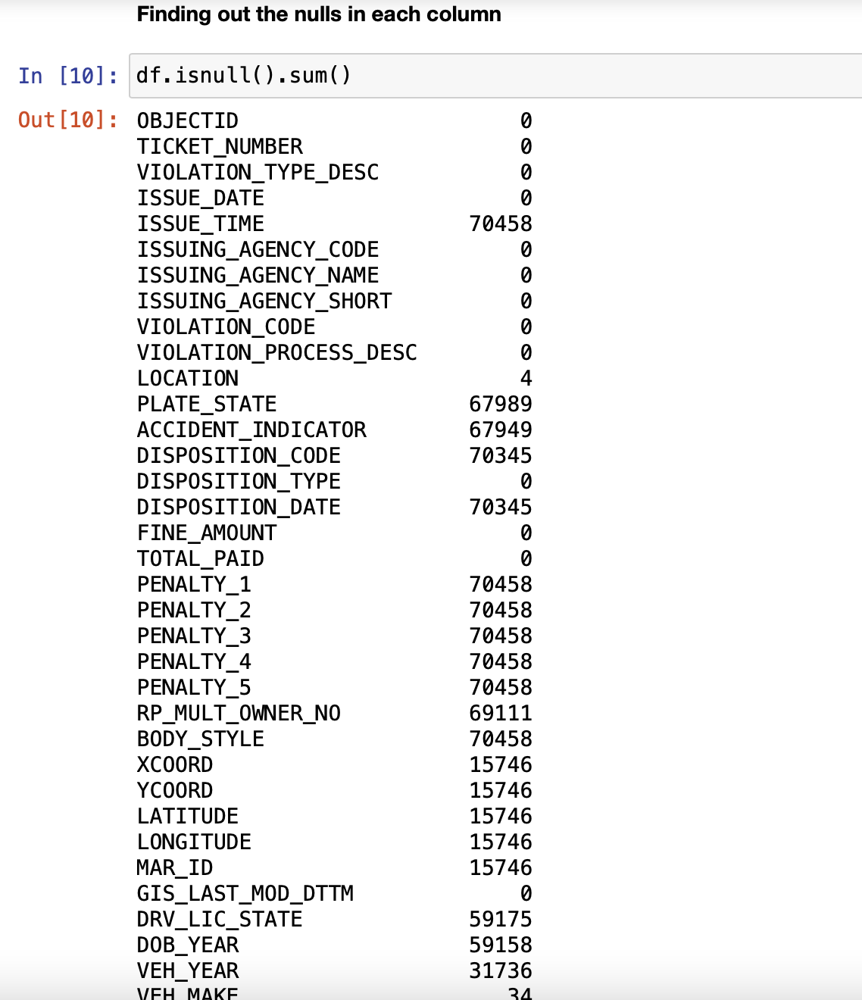 Finding out the nulls in each column
In [10]: df.isnull().sum()
Out[10]: OBJECTID 0
TICKET_NUMBER 0
VIOLATION_TYPE_DESC 0
ISSUE_DATE 0
ISSUE_TIME 70458
ISSUING_AGENCY_CODE 0
ISSUING_AGENCY_NAME 0
ISSUING_AGENCY_SHORT 0
VIOLATION_CODE 0
VIOLATION_PROCESS_DESC 0
LOCATION 4
PLATE_STATE 67989
ACCIDENT_INDICATOR 67949
DISPOSITION_CODE 70345
DISPOSITION_TYPE 0
DISPOSITION_DATE 70345
FINE_AMOUNT 0
TOTAL_PAID 0
PENALTY_1 70458
PENALTY_2 70458
PENALTY_3 70458
PENALTY_4 70458
PENALTY_5 70458
RP_MULT_OWNER_NO 69111
BODY_STYLE 70458
XCOORD 15746
YCOORD 15746
LATITUDE 15746
LONGITUDE 15746
MAR_ID 15746
GIS_LAST_MOD_DTTM 0
DRV_LIC_STATE 59175
DOB_YEAR 59158
VEH_YEAR 31736
VEH_MAKE 34